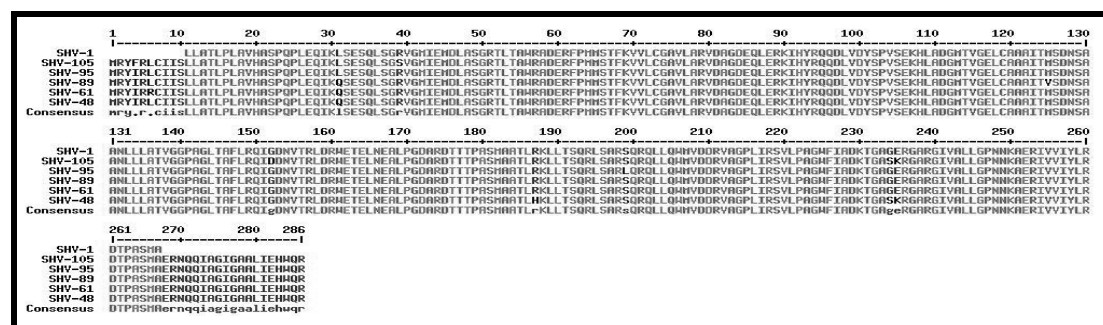 1 10 20 30 40 50 60 70 80 90 100 110 120 130
SHV-1 LLATLPLAVHASPQPLEQIKLSESQLSGRVGMIEMDLASGRTLTAWRADERFPMMSTFKVVLCGAVLARVDAGDEQLERKIHYRQQDLVDYSPVSEKHLADGMTVGELCAAAITMSDNSA
SHV-105 MRYFRLCIISLLATLPLAVHASPQPLEQIKLSESQLSGSVGMIEMDLASGRTLTAWRADERFPMMSTFKVVLCGAVLARVDAGDEQLERKIHYRQQDLVDYSPVSEKHLADGMTVGELCAAAITMSDNSA
SHV-95 MRYIRLCIISLLATLPLAVHASPQPLEQIKLSESQLSGRVGMIEMDLASGRTLTAWRADERFPMMSTFKVVLCGAVLARVDAGDEQLERKIHYRQQDLVDYSPVSEKHLADGMTVGELCAAAITMSDNSA
SHV-89 MRYIRLCIISLLATLPLAVHASPQPLEQIKQSESQLSGRVGMIEMDLASGRTLTAWRADERFPMMSTFKVVLCGAVLARVDAGDEQLERKIHYRQQDLVDYSPVSEKHLADGMTVGELCAAAITVSDNSA
SHV-61 MRYIRRCIISLLATLPLAVHASPQPLEQIKQSESQLSGRVGMIEMDLASGRTLTAWRADERFPMMSTFKVVLCGAVLARVDAGDEQLERKIHYRQQDLVDYSPVSEKHLADGMTVGELCAAAITMSDNSA
SHV-48 MRYIRLCIISLLATLPLAVHASPQPLEQIKQSESQLSGRVGMIEMDLASGRTLTAWRADERFPMMSTFKVVLCGAVLARVDAGDEQLERKIHYRQQDLVDYSPVSEKHLADGMTVGELCAAAITMSDNSA
Consensus mry.r.ciisLLATLPLAVHASPQPLEQIKlSESQLSGrVGMIEMDLASGRTLTAWRADERFPMMSTFKVVLCGAVLARVDAGDEQLERKIHYRQQDLVDYSPVSEKHLADGMTVGELCAAAITMSDNSA
131 140 150 160 170 180 190 200 210 220 230 240 250 260
SHV-1 ANLLLATVGGPAGLTAFLRQIGDNVTRLDRWETELNEALPGDARDTTTPASMAATLRKLLTSQRLSARSQRQLLQWMVDDRVAGPLIRSVLPAGWFIADKTGAGERGARGIVALLGPNNKAERIVVIYLR
SHV-105 ANLLLATVGGPAGLTAFLRQIDDNVTRLDRWETELNEALPGDARDTTTPASMAATLRKLLTSQRLSARSQRQLLQWMVDDRVAGPLIRSVLPAGWFIADKTGASKRGARGIVALLGPNNKAERIVVIYLR
SHV-95 ANLLLATVGGPAGLTAFLRQIGDNVTRLDRWETELNEALPGDARDTTTPASMAATLRKLLTSQRLSARLQRQLLQWMVDDRVAGPLIRSVLPAGWFIADKTGAGERGARGIVALLGPNNKAERIVVIYLR
SHV-89 ANLLLATVGGPAGLTAFLRQIGDNVTRLDRWETELNEALPGDARDTTTPASMAATLRKLLTSQRLSARSQRQLLQWMVDDRVAGPLIRSVLPAGWFIADKTGAGERGARGIVALLGPNNKAERIVVIYLR
SHV-61 ANLLLATVGGPAGLTAFLRQIGDNVTRLDRWETELNEALPGDARDTTTPASMAATLRKLLTSQRLSARSQRQLLQWMVDDRVAGPLIRSVLPAGWFIADKTGAGERGARGIVALLGPNNKAERIVVIYLR
SHV-48 ANLLLATVGGPAGLTAFLRQIGDNVTRLDRWETELNEALPGDARDTTTPASMAATLHKLLTSQRLSARSQRQLLQWMVDDRVAGPLIRSVLPAGWFIADKTGASKRGARGIVALLGPNNKAERIVVIYLR
Consensus ANLLLATVGGPAGLTAFLRQIgDNVTRLDRWETELNEALPGDARDTTTPASMAATLrKLLTSQRLSARsQRQLLQWMVDDRVAGPLIRSVLPAGWFIADKTGAgeRGARGIVALLGPNNKAERIVVIYLR
261 270 280 286
SHV-1 DTPASMA
SHV-105 DTPASMAERNQQIAGIGAALIEHWQR
SHV-95 DTPASMAERNQQIAGIGAALIEHWQR
SHV-89 DTPASMAERNQQIAGIGAALIEHWQR
SHV-61 DTPASMAERNQQIAGIGAALIEHWQR
SHV-48 DTPASMAERNQQIAGIGAALIEHWQR
Consensus DTPASMAernqqiagigaaliehwqr